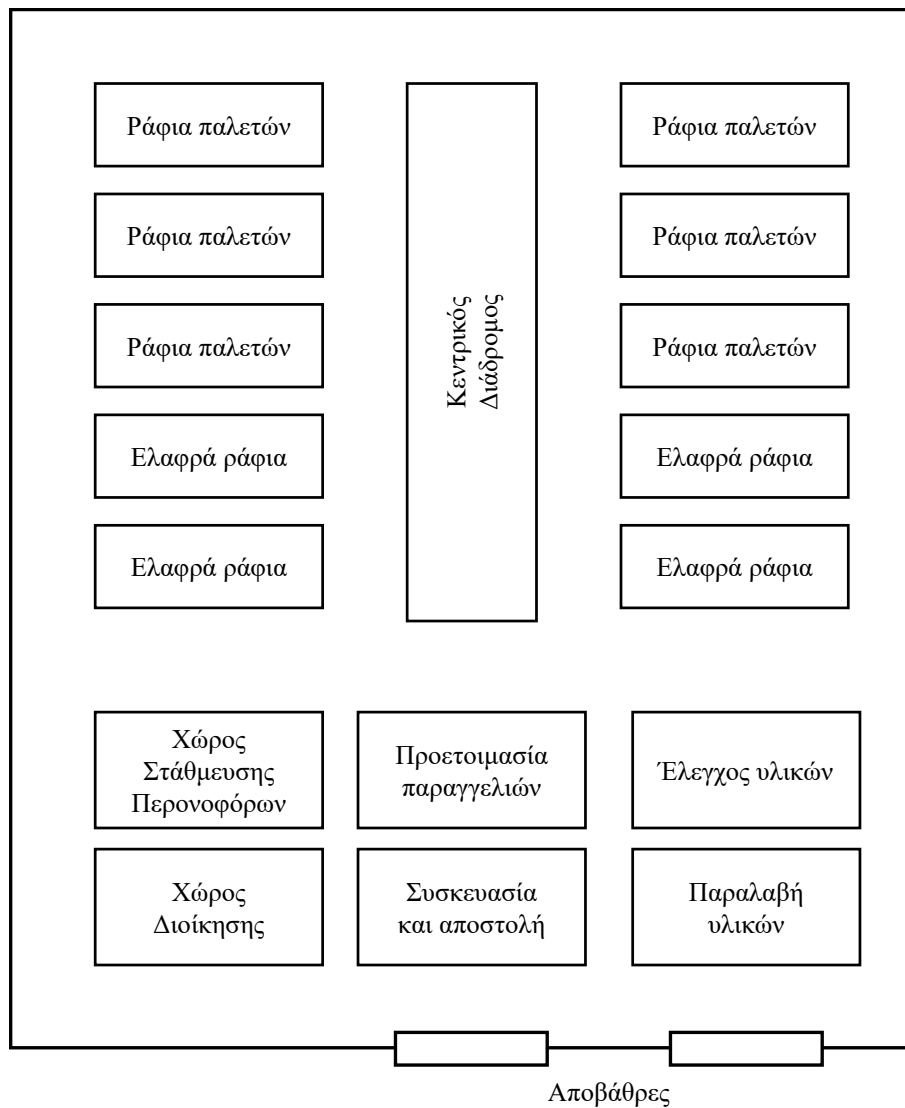 Ράφια παλετών
Ράφια παλετών
Ράφια παλετών
Ράφια παλετών
Ράφια παλετών
Ράφια παλετών
Κεντρικός
Διάδρομος
Ελαφρά ράφια
Ελαφρά ράφια
Ελαφρά ράφια
Ελαφρά ράφια
Χώρος
Στάθμευσης
Περονοφόρων
Προετοιμασία
παραγγελιών
Έλεγχος υλικών
Χώρος
Διοίκησης
Συσκευασία
και αποστολή
Παραλαβή
υλικών
Αποβάθρες